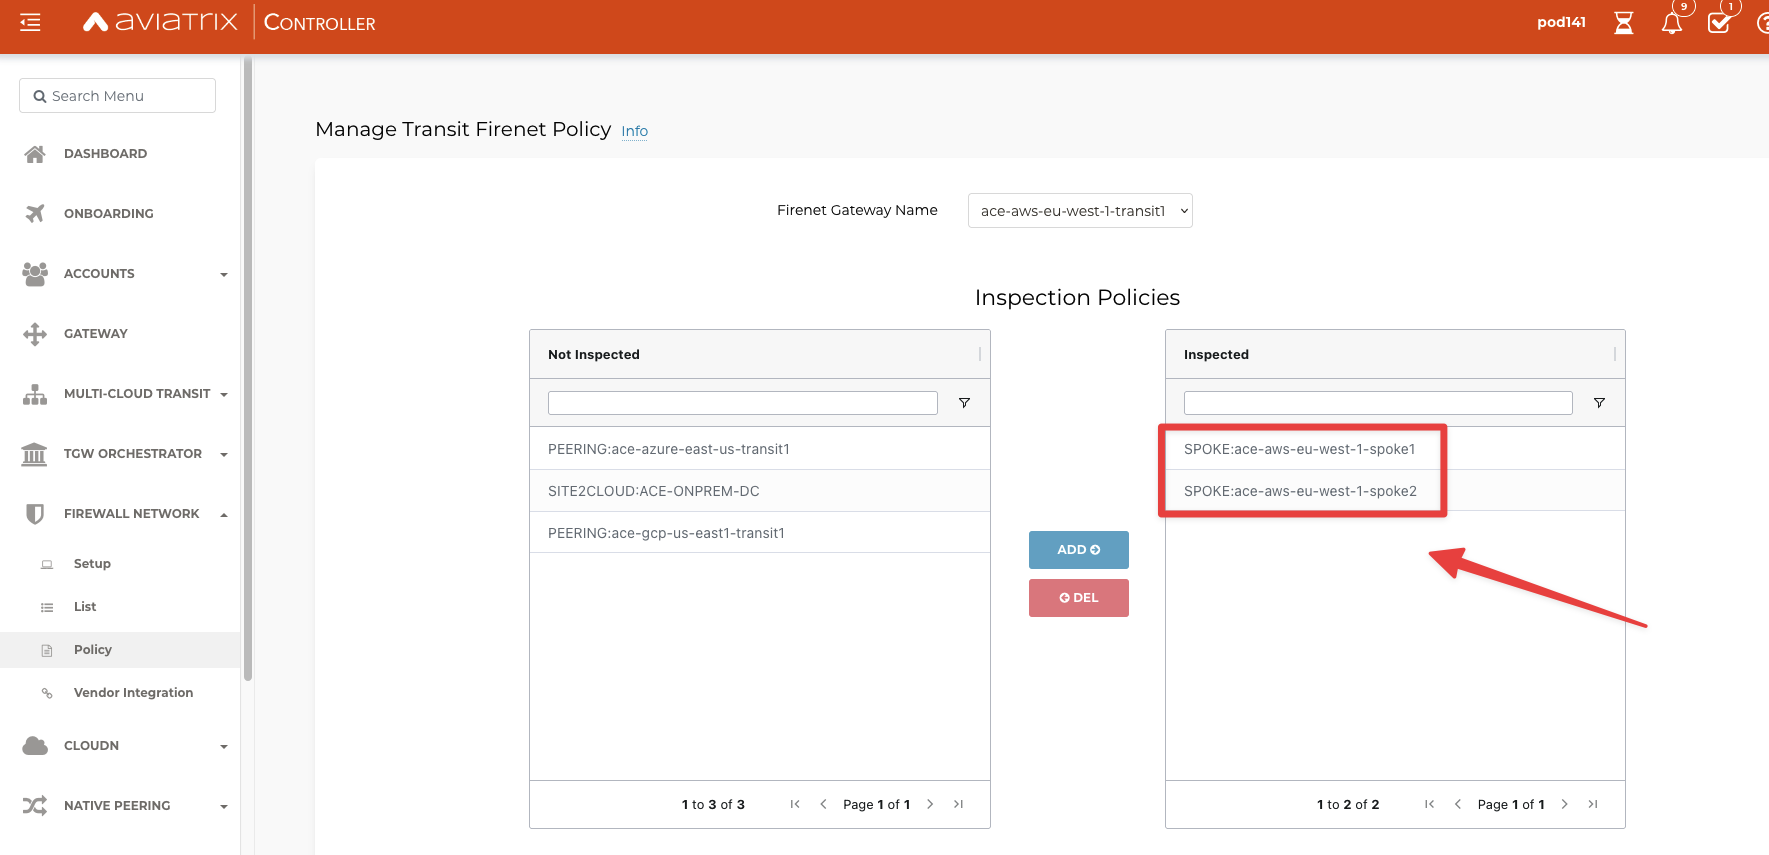 AVIATRIX CONTROLLER
pod141
9
1
Search Menu
DASHBOARD
ONBOARDING
ACCOUNTS
GATEWAY
MULTI-CLOUD TRANSIT
TGW ORCHESTRATOR
FIREWALL NETWORK
Setup
List
Policy
Vendor Integration
CLOUDN
NATIVE PEERING
Manage Transit Firenet Policy Info
Firenet Gateway Name ace-aws-eu-west-1-transit1
Inspection Policies
Not Inspected
PEERING:ace-azure-east-us-transit1
SITE2CLOUD:ACE-ONPREM-DC
PEERING:ace-gcp-us-east1-transit1
1 to 3 of 3 Page 1 of 1
ADD
DEL
Inspected
SPOKE:ace-aws-eu-west-1-spoke1
SPOKE:ace-aws-eu-west-1-spoke2
1 to 2 of 2 Page 1 of 1